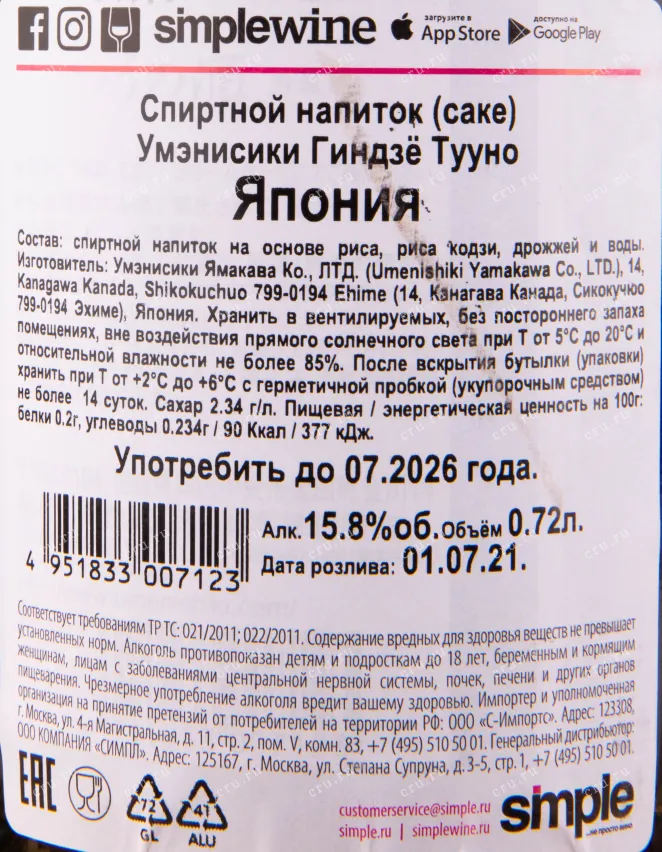 simplewine загрузите в App Store доступно на Google Play
Спиртной напиток (саке)
Умэнисики Гиндзё Тууно
Япония
Состав: спиртной напиток на основе риса, риса кодзи, дрожжей и воды.
Изготовитель: Умэнисики Ямакава Ко., ЛТД. (Umenishiki Yamakawa Co., LTD.), 14,
Kanagawa Kanada, Shikokuchuo 799-0194 Ehime (14, Канагава Канада, Сикокучюо
799-0194 Эхиме), Япония. Хранить в вентилируемых, без постороннего запаха
помещениях, вне воздействия прямого солнечного света при Т от 5°С до 20°С и
относительной влажности не более 85%. После вскрытия бутылки (упаковки)
хранить при Т от +2°С до +6°С с герметичной пробкой (укупорочным средством)
не более 14 суток. Сахар 2.34 г/л. Пищевая / энергетическая ценность на 100г:
белки 0.2г, углеводы 0.234г / 90 Ккал / 377 кДж.
Употребить до 07.2026 года.
Алк. 15.8%об. Объём 0.72л.
Дата розлива: 01.07.21.
4 951833 007123
Соответствует требованиям ТР ТС: 021/2011; 022/2011. Содержание вредных для здоровья веществ не превышает
установленных норм. Алкоголь противопоказан детям и подросткам до 18 лет, беременным и кормящим
женщинам, лицам с заболеваниями центральной нервной системы, почек, печени и других органов
пищеварения. Чрезмерное употребление алкоголя вредит вашему здоровью. Импортер и уполномоченная
организация на принятие претензий от потребителей на территории РФ: ООО «С-Импортс». Адрес: 123308,
г. Москва, ул. 4-я Магистральная, д. 11, стр. 2, пом. V, комн. 83, +7 (495) 510 50 01. Генеральный дистрибьютор:
ООО КОМПАНИЯ «СИМПЛ». Адрес: 125167, г. Москва, ул. Степана Супруна, д. 3-5, стр. 1, +7 (495) 510 50 01.
EAC
72
GL
41
ALU
customerservice@simple.ru
simple.ru | simplewine.ru
simple
...не просто вино